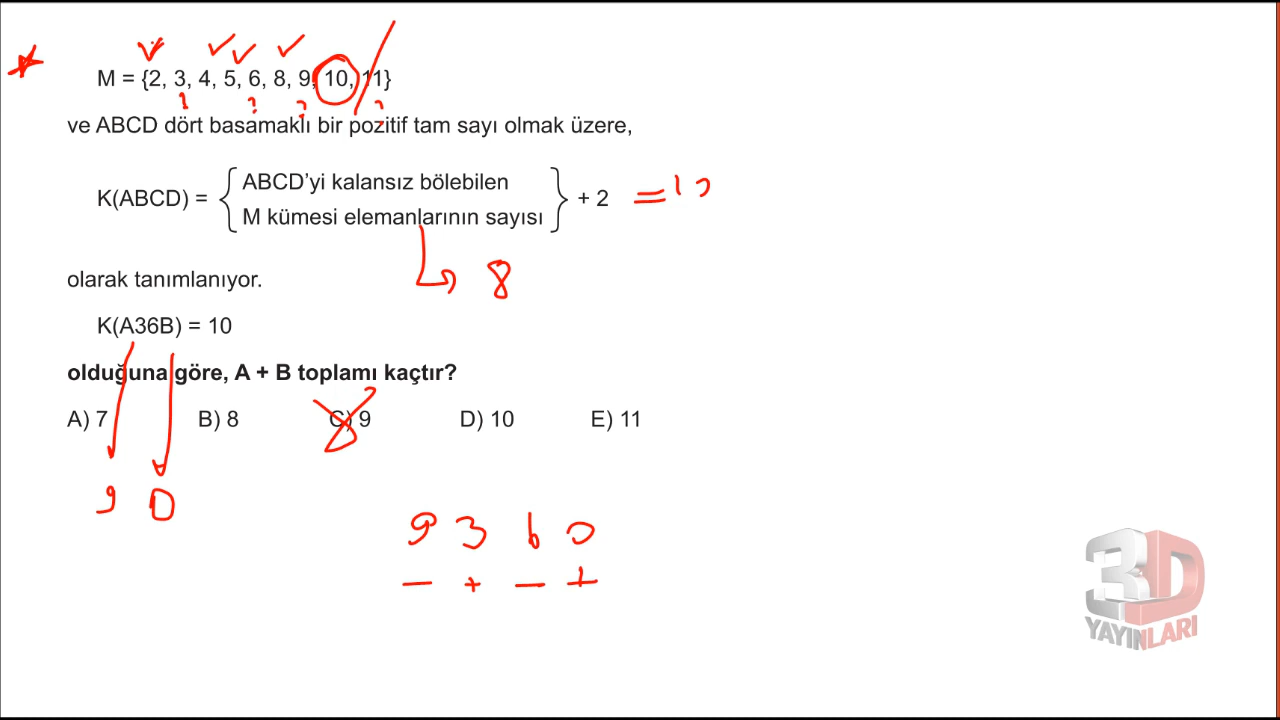 M = {2, 3, 4, 5, 6, 8, 9, 10, 11}
ve ABCD dört basamaklı bir pozitif tam sayı olmak üzere,
ABCD'yi kalansız bölebilen
K(ABCD) = { } + 2 = 10
M kümesi elemanlarının sayısı
8
olarak tanımlanıyor.
K(A36B) = 10
olduğuna göre, A + B toplamı kaçtır?
A) 7 B) 8 C) 9 D) 10 E) 11
9 0
9 3 6 0
- + - +
3D
YAYINLARI